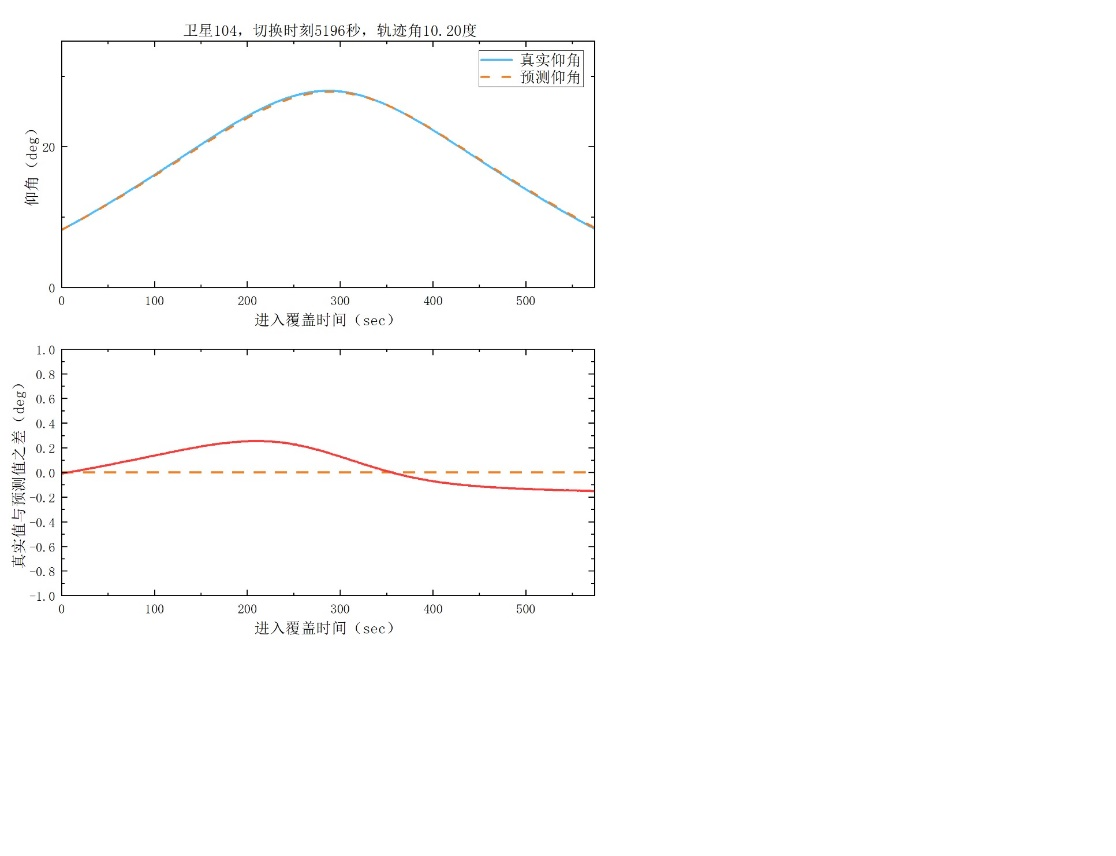 卫星104，切换时刻5196秒，轨迹角10.20度
真实仰角
预测仰角
仰角（deg）
20
0
0 100 200 300 400 500
进入覆盖时间（sec）
真实值与预测值之差（deg）
1.0
0.8
0.6
0.4
0.2
0.0
-0.2
-0.4
-0.6
-0.8
-1.0
0 100 200 300 400 500
进入覆盖时间（sec）